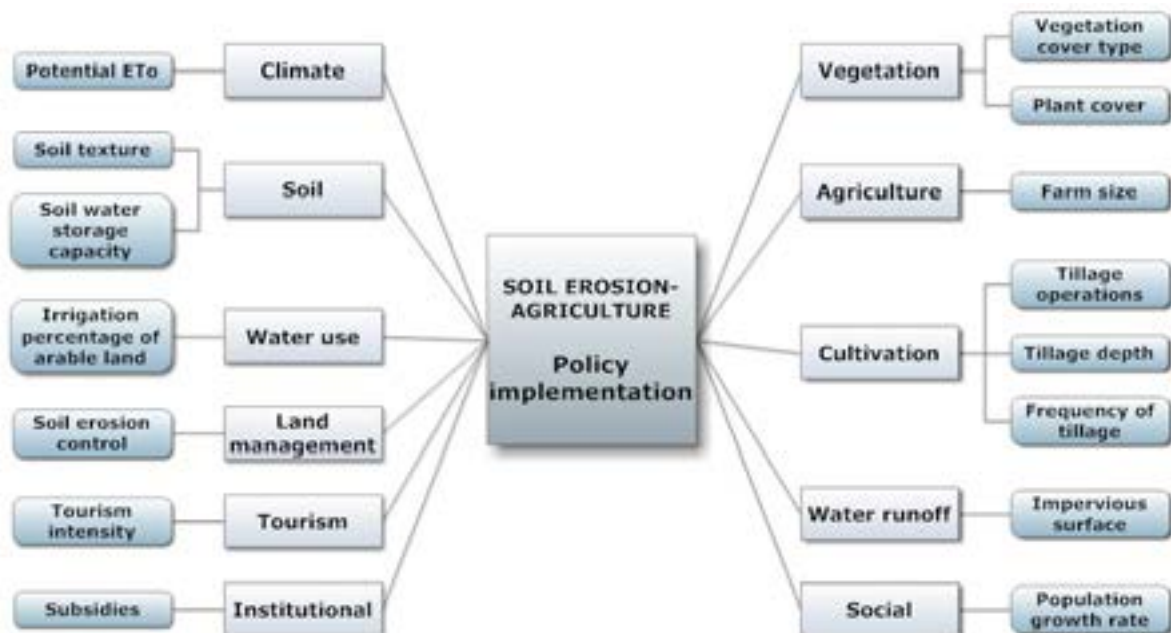 Potential ETo
Climate
Soil texture
Soil water
storage
capacity
Soil
Irrigation
percentage of
arable land
Water use
Soil erosion
control
Land
management
Tourism
intensity
Tourism
Subsidies
Institutional
SOIL EROSION-
AGRICULTURE
Policy
implementation
Vegetation
Vegetation
cover type
Plant cover
Agriculture
Farm size
Cultivation
Tillage
operations
Tillage depth
Frequency of
tillage
Water runoff
Impervious
surface
Social
Population
growth rate